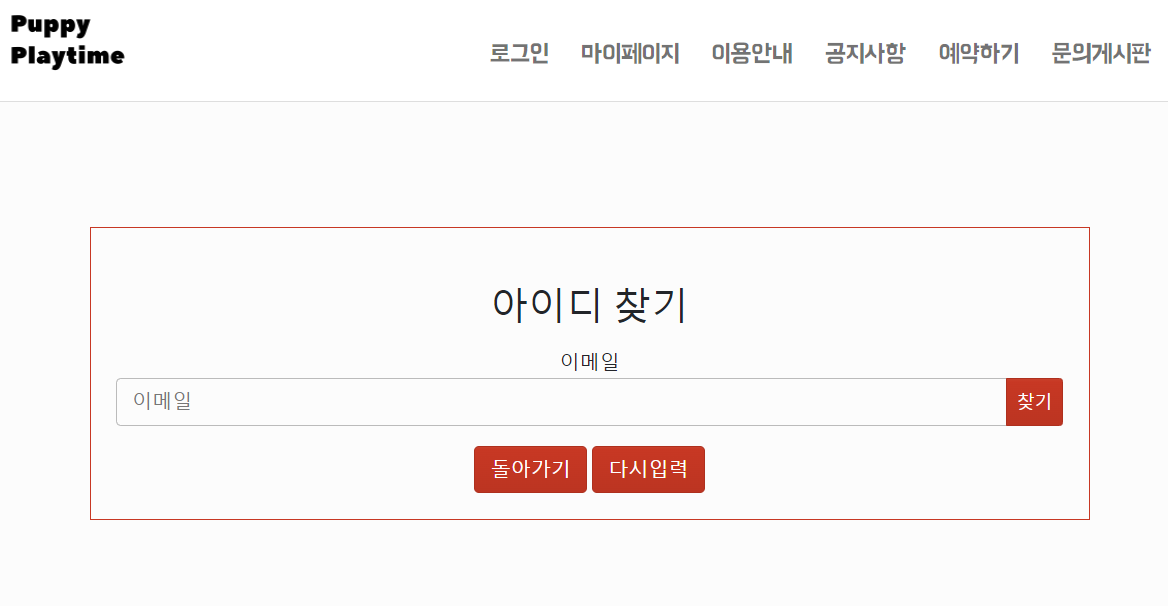 Puppy
Playtime
로그인 마이페이지 이용안내 공지사항 예약하기 문의게시판
아이디 찾기
이메일
이메일 찾기
돌아가기 다시입력